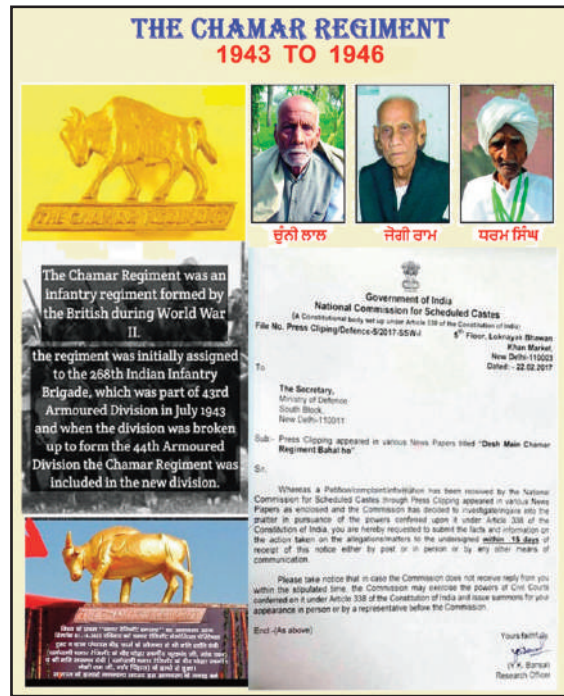 THE CHAMAR REGIMENT
1943 TO 1946
THE CHAMAR REGIMENT
ਚੁੰਨੀ ਲਾਲ
ਜੋਗੀ ਰਾਮ
ਧਰਮ ਸਿੰਘ
The Chamar Regiment was an
infantry regiment formed by
the British during World War
II.
the regiment was initially assigned
to the 268th Indian Infantry
Brigade, which was part of 43rd
Armoured Division in July 1943
and when the division was broken
up to form the 44th Armoured
Division the Chamar Regiment was
included in the new division.
Government of India
National Commission for Scheduled Castes
(A Constitutional body set up under Article 338 of the Constitution of India)
File No. Press Cliping/Defence-5/2017-SSW-I
5th Floor, Loknayak Bhawan
Khan Market,
New Delhi-110003
Dated:- 22.02.2017
To
The Secretary,
Ministry of Defence
South Block,
New Delhi-110011
Sub:- Press Clipping appeared in various News Papers titled "Desh Main Chamar
Regiment Bahal ho"
Sir,
Whereas a Petition/complaint/information has been received by the National
Commission for Scheduled Castes through Press Clipping appeared in various News
Papers as enclosed and the Commission has decided to investigate/inquire into the
matter in pursuance of the powers conferred upon it under Article 338 of the
Constitution of India, you are hereby requested to submit the facts and information on
the action taken on the allegations/matters to the undersigned within 15 days of
receipt of this notice either by post or in person or by any other means of
communication.
Please take notice that in case the Commission does not receive reply from you
within the stipulated time, the Commission may exercise the powers of Civil Courts
conferred on it under Article 338 of the Constitution of India and issue summons for your
appearance in person or by a representative before the Commission.
Encl:-(As above)
Yours faithfully,
(Y.K. Bansal)
Research Officer